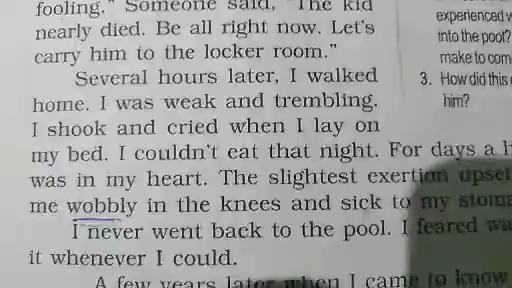 fooling." Someone said, "The kid
nearly died. Be all right now. Let's
carry him to the locker room."
Several hours later, I walked
home. I was weak and trembling.
I shook and cried when I lay on
my bed. I couldn't eat that night. For days a
was in my heart. The slightest exertion upset
me wobbly in the knees and sick to my stoma
I never went back to the pool. I feared wa
it whenever I could.
A few years later when I came to know
experienced
into the pool?
make to com
3. How did this
him?